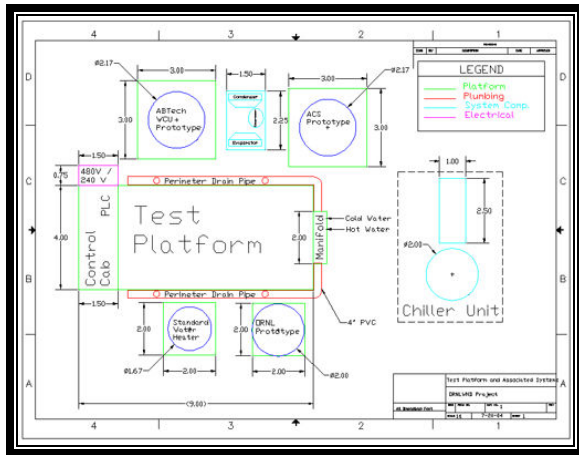 4
3
2
1
D
C
B
A
D
C
B
A
LEGEND
Platform
Plumbing
System Comp.
Electrical
Ø2.17
3.00
1.50
3.00
Ø2.17
ABTech
WCU+
Prototype
3.00
Condenser
Evaporator
2.25
ACS
Prototype
3.00
1.50
0.75
480V /
240 V
Perimeter Drain Pipe
Control
Cab
PLC
4.00
Test
Platform
2.00
Manifold
Cold Water
Hot Water
1.00
2.50
Ø2.00
Chiller Unit
1.50
Perimeter Drain Pipe
4" PVC
2.00
Standard
Water
Heater
Ø1.67
2.00
2.00
ORNL
Prototype
2.00
Ø2.00
(9.00)
Test Platform and Associated Systems
ORNLWH3 Project
7-20-04
4
3
2
1